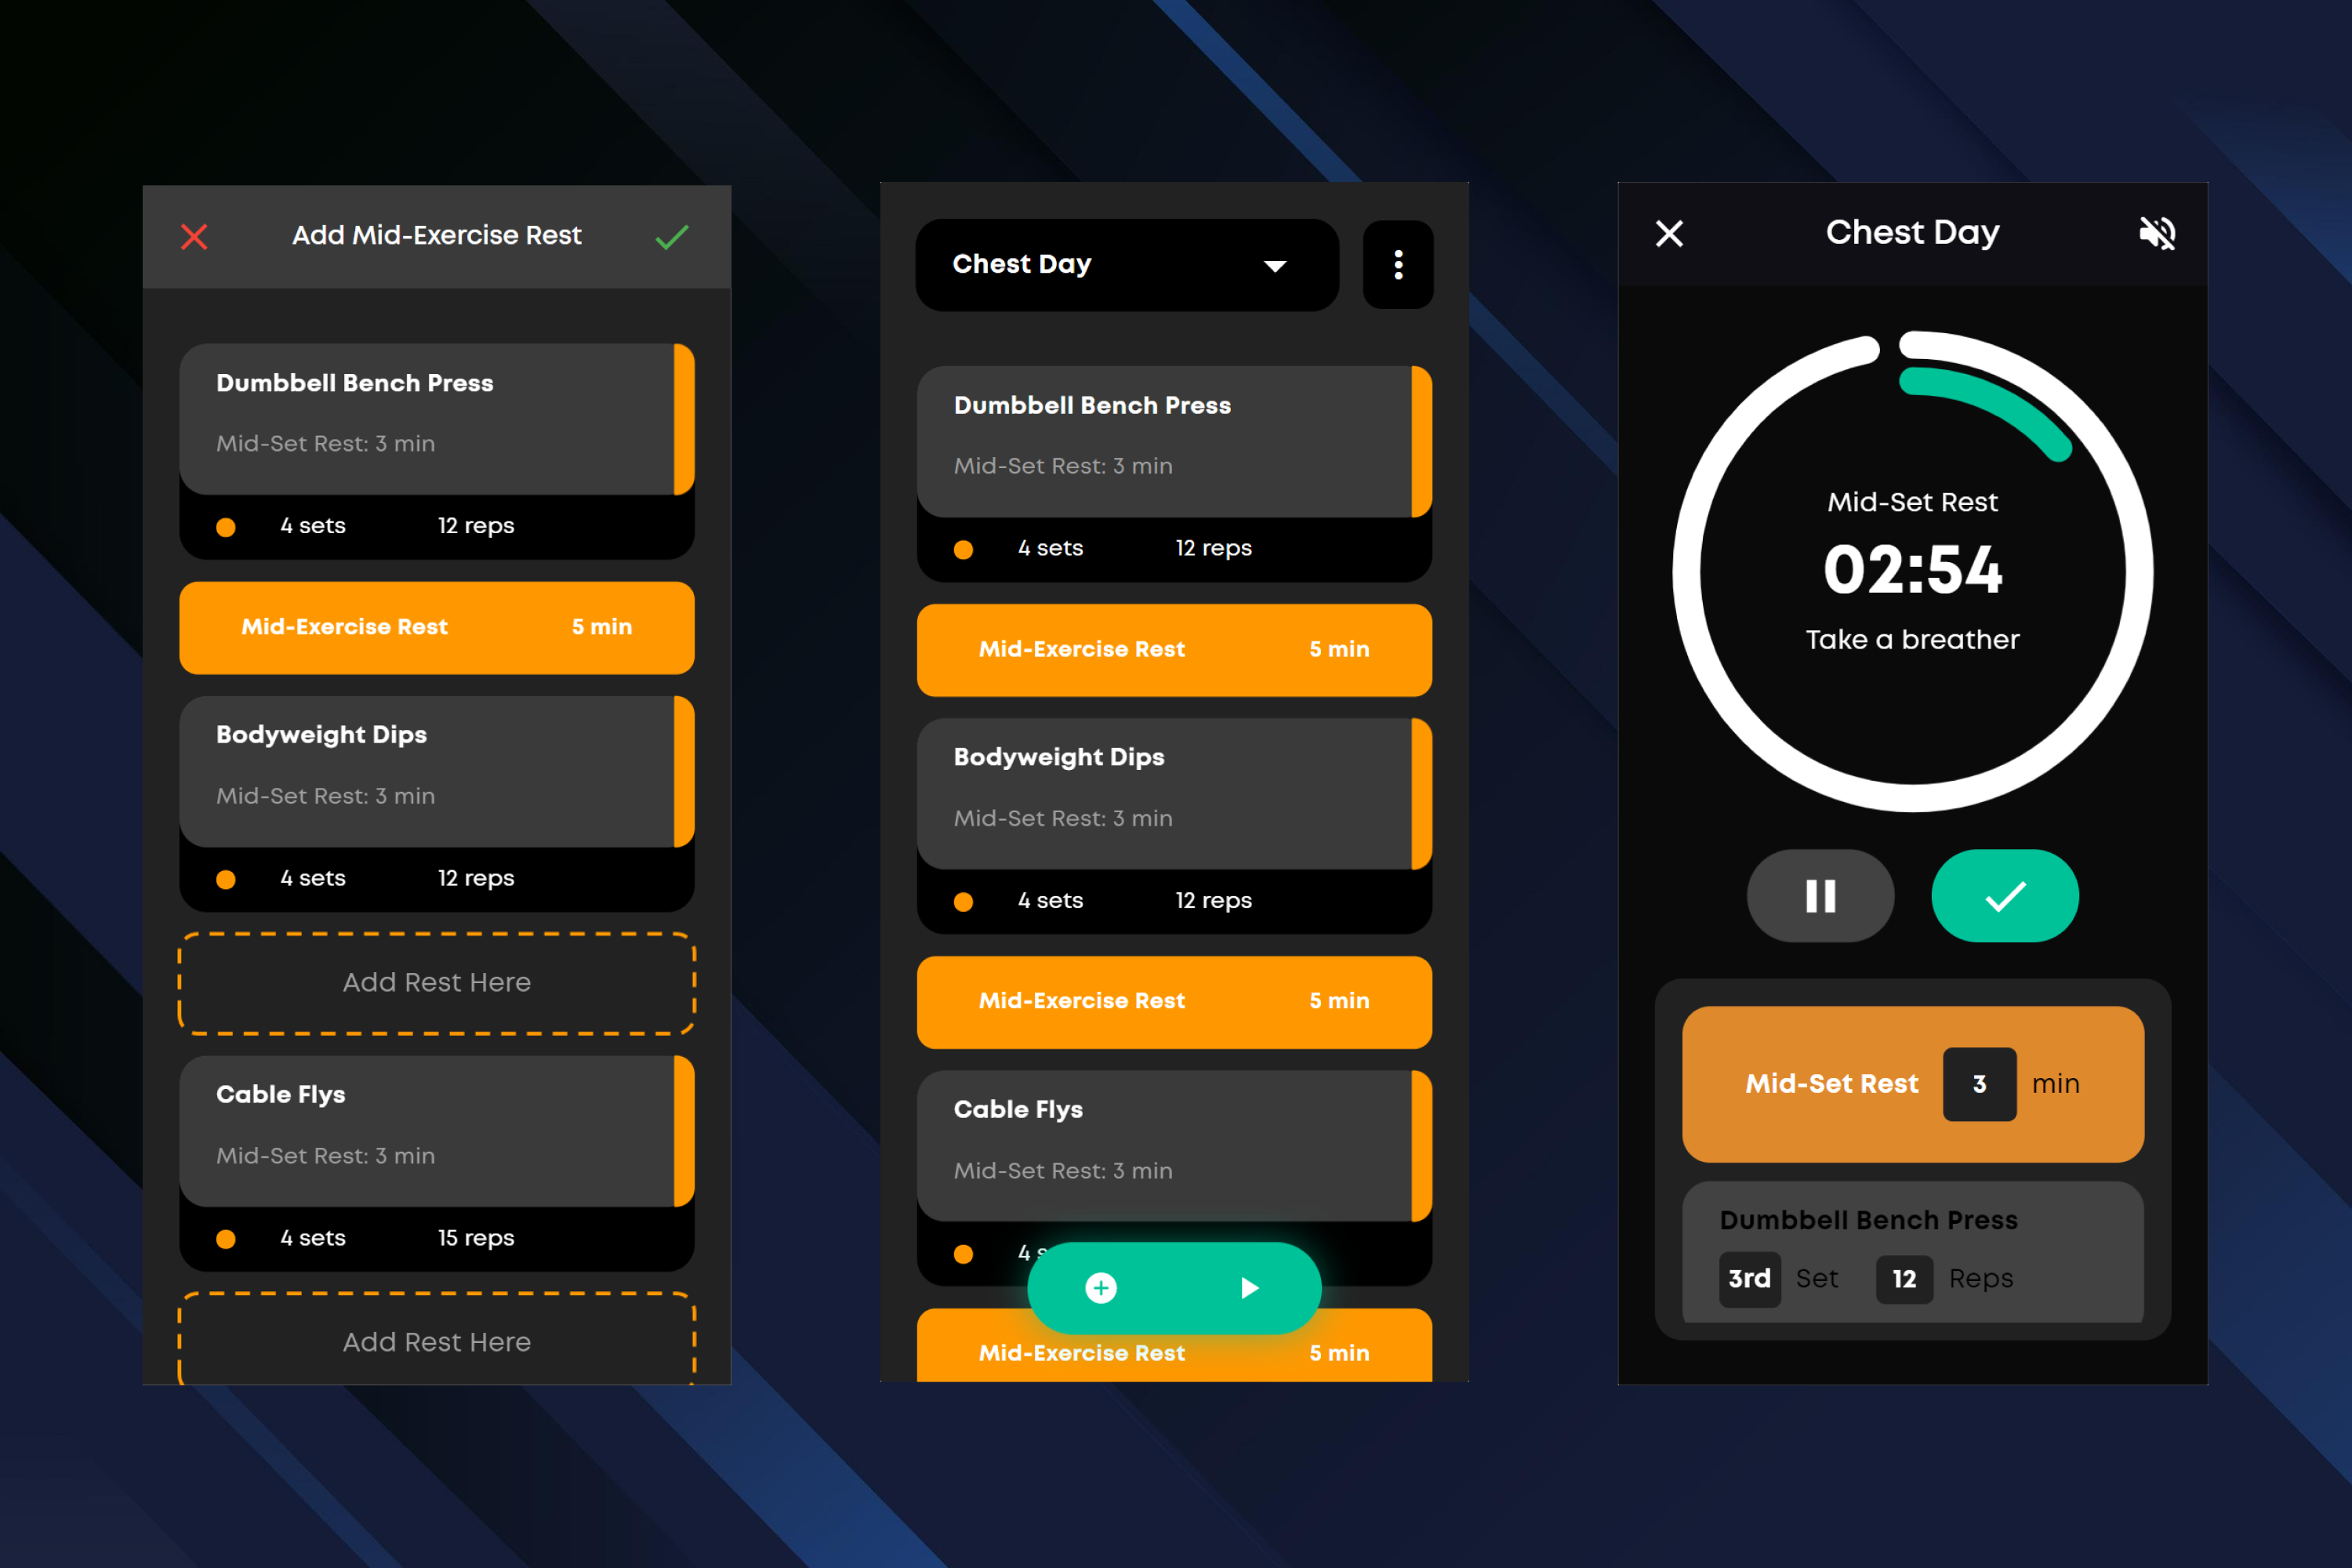 Add Mid-Exercise Rest
Dumbbell Bench Press
Mid-Set Rest: 3 min
4 sets 12 reps
Mid-Exercise Rest 5 min
Bodyweight Dips
Mid-Set Rest: 3 min
4 sets 12 reps
Add Rest Here
Cable Flys
Mid-Set Rest: 3 min
4 sets 15 reps
Add Rest Here
Chest Day
Dumbbell Bench Press
Mid-Set Rest: 3 min
4 sets 12 reps
Mid-Exercise Rest 5 min
Bodyweight Dips
Mid-Set Rest: 3 min
4 sets 12 reps
Mid-Exercise Rest 5 min
Cable Flys
Mid-Set Rest: 3 min
4 s
Mid-Exercise Rest 5 min
Chest Day
Mid-Set Rest
02:54
Take a breather
Mid-Set Rest 3 min
Dumbbell Bench Press
3rd Set 12 Reps